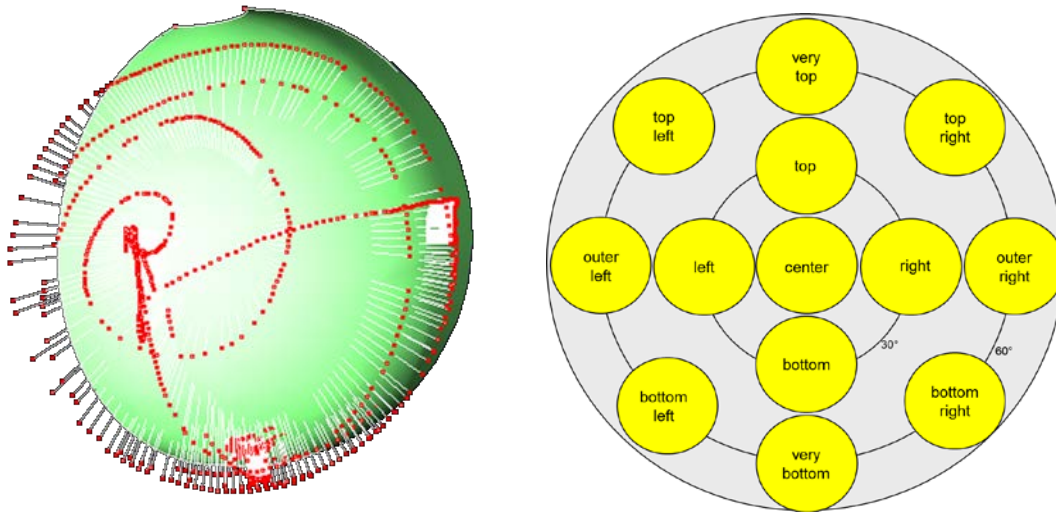 very
top
top
left
top
right
top
outer
left
left
center
right
outer
right
30°
60°
bottom
bottom
left
bottom
right
very
bottom